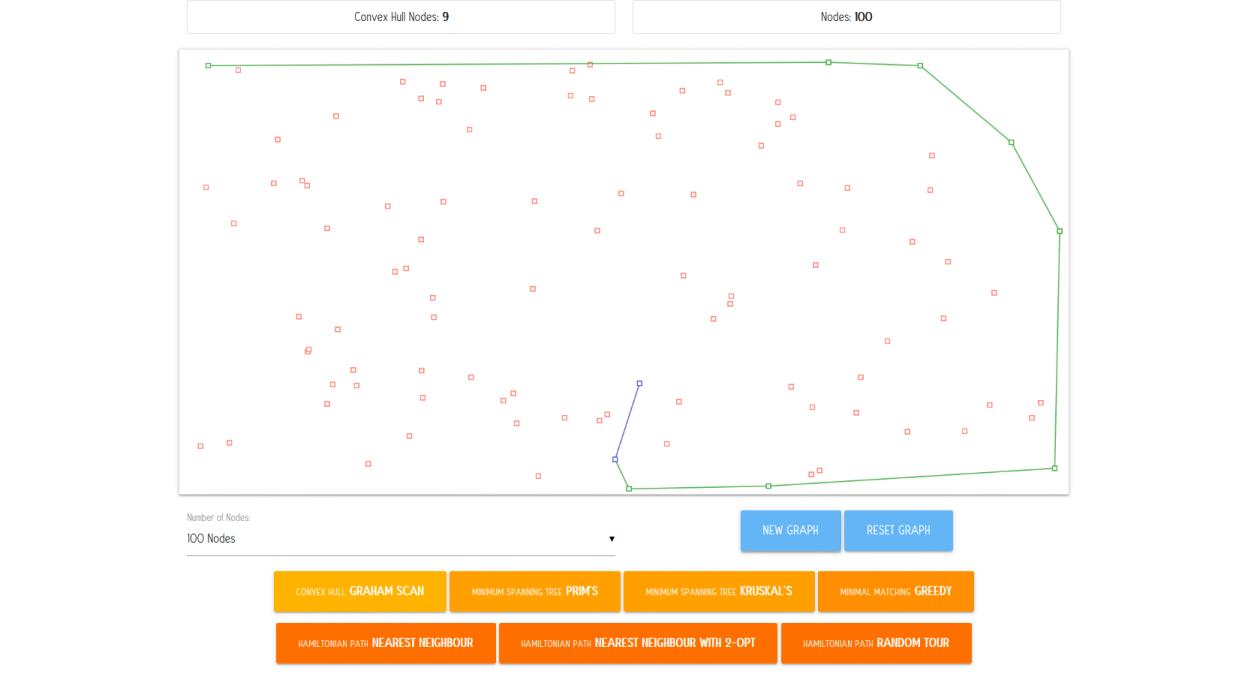 Convex Hull Nodes: 9
Nodes: 100
Number of Nodes:
100 Nodes
NEW GRAPH
RESET GRAPH
CONVEX HULL GRAHAM SCAN
MINIMUM SPANNING TREE PRIM'S
MINIMUM SPANNING TREE KRUSKAL'S
MINIMAL MATCHING GREEDY
HAMILTONIAN PATH NEAREST NEIGHBOUR
HAMILTONIAN PATH NEAREST NEIGHBOUR WITH 2-OPT
HAMILTONIAN PATH RANDOM TOUR